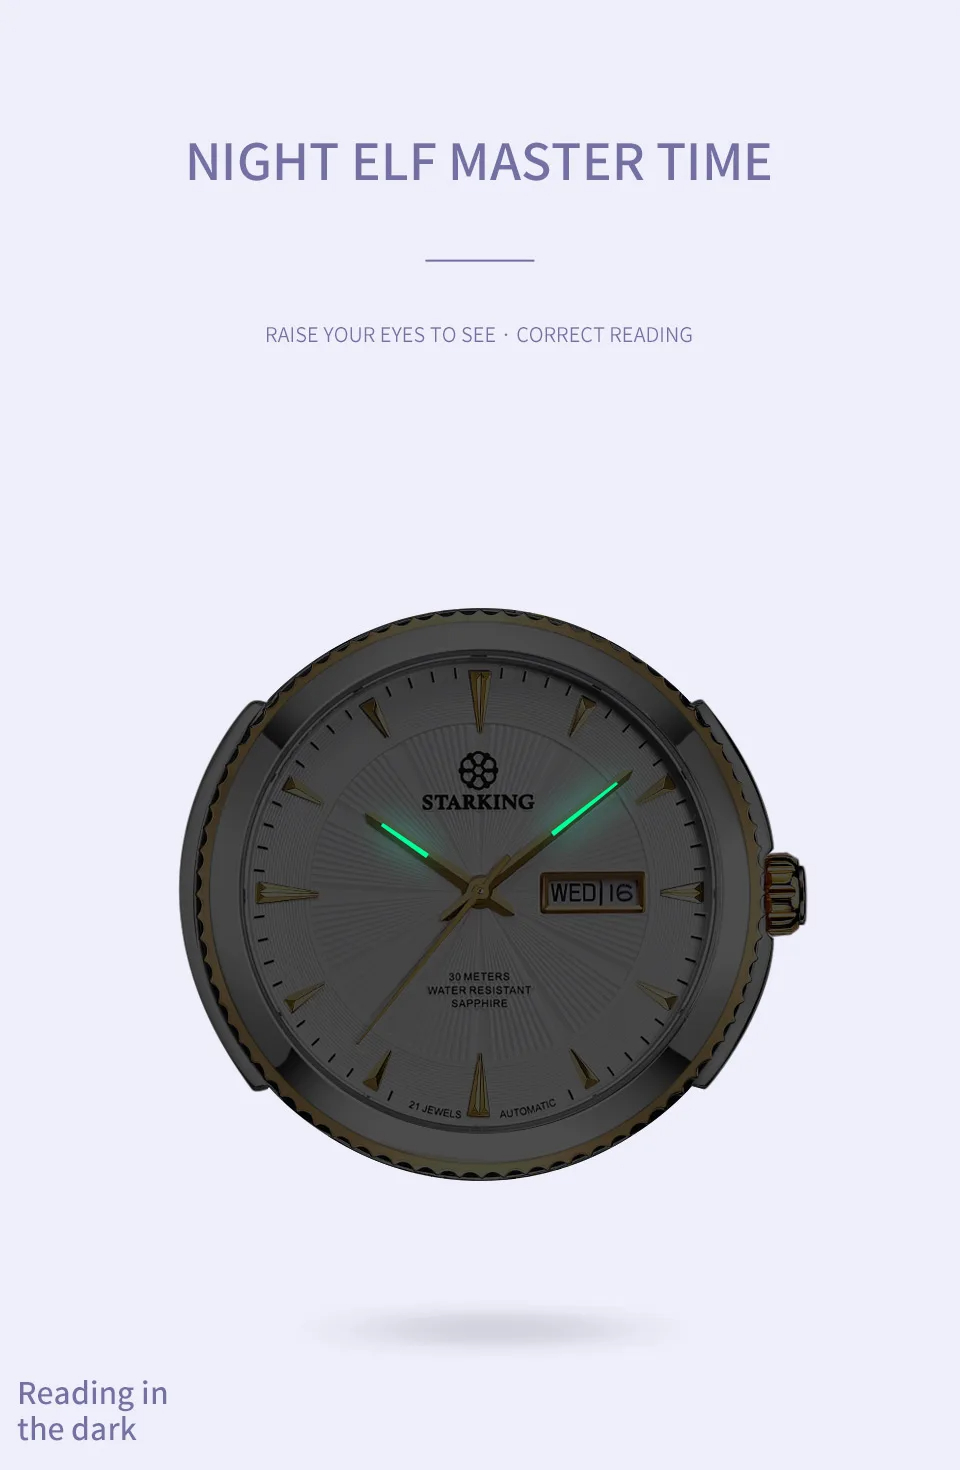 NIGHT ELF MASTER TIME
RAISE YOUR EYES TO SEE · CORRECT READING
STARKING
WED 16
30 METERS
WATER RESISTANT
SAPPHIRE
21 JEWELS AUTOMATIC
Reading in
the dark